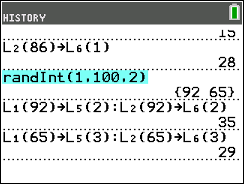 HISTORY
15
L₂(86)→L₆(1)
28
randInt(1,100,2)
{92 65}
L₁(92)→L₅(2):L₂(92)→L₆(2)
35
L₁(65)→L₅(3):L₂(65)→L₆(3)
29